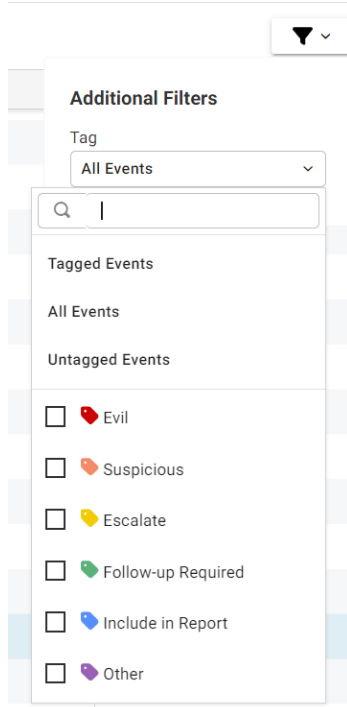 Additional Filters
Tag
All Events
Tagged Events
All Events
Untagged Events
Evil
Suspicious
Escalate
Follow-up Required
Include in Report
Other